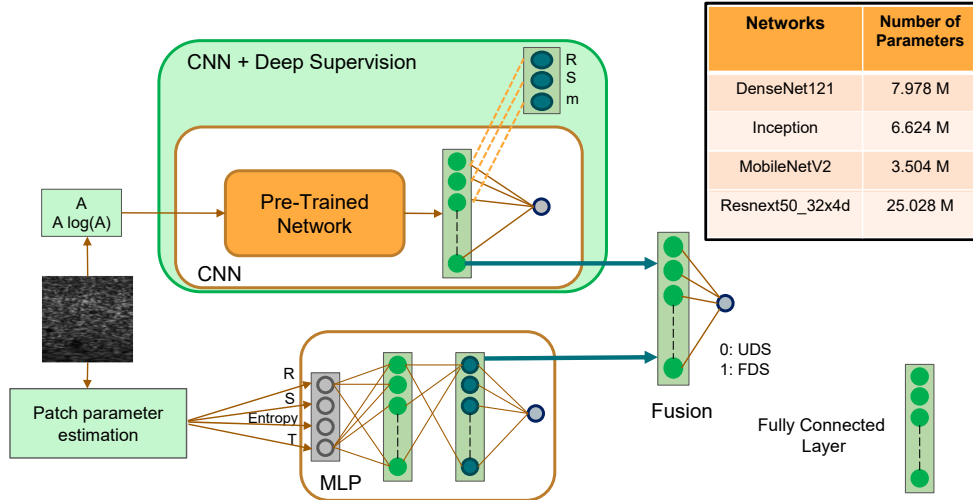 CNN + Deep Supervision
R
S
m
Networks
Number of
Parameters
DenseNet121
7.978 M
Inception
6.624 M
MobileNetV2
3.504 M
Resnext50_32x4d
25.028 M
A
A log(A)
Pre-Trained
Network
CNN
R
S
Entropy
T
Patch parameter
estimation
MLP
0: UDS
1: FDS
Fusion
Fully Connected
Layer